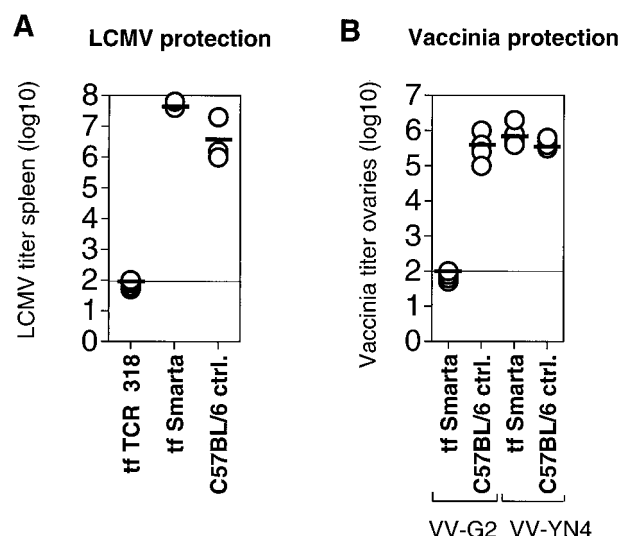 A LCMV protection
LCMV titer spleen (log10)
8
7
6
5
4
3
2
1
0
tf TCR 318
tf Smarta
C57BL/6 ctrl.
B Vaccinia protection
Vaccinia titer ovaries (log10)
7
6
5
4
3
2
1
0
tf Smarta
C57BL/6 ctrl.
tf Smarta
C57BL/6 ctrl.
VV-G2 VV-YN4